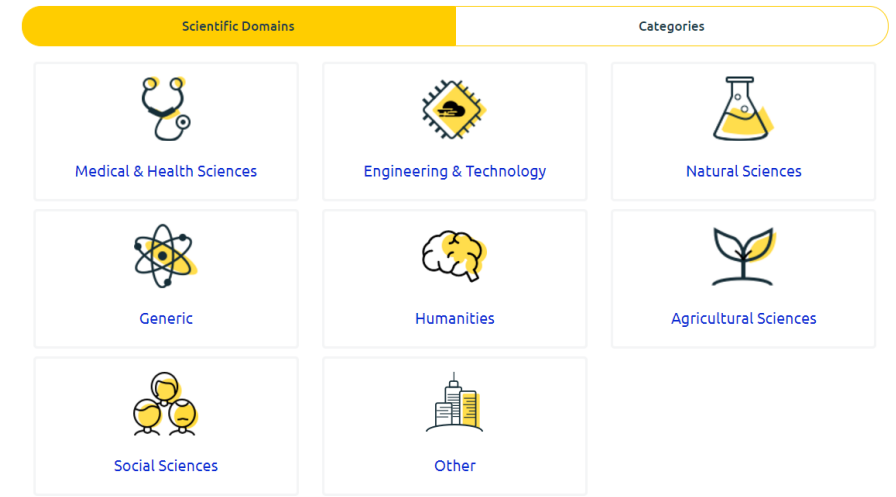 Scientific Domains
Categories
Medical & Health Sciences
Engineering & Technology
Natural Sciences
Generic
Humanities
Agricultural Sciences
Social Sciences
Other